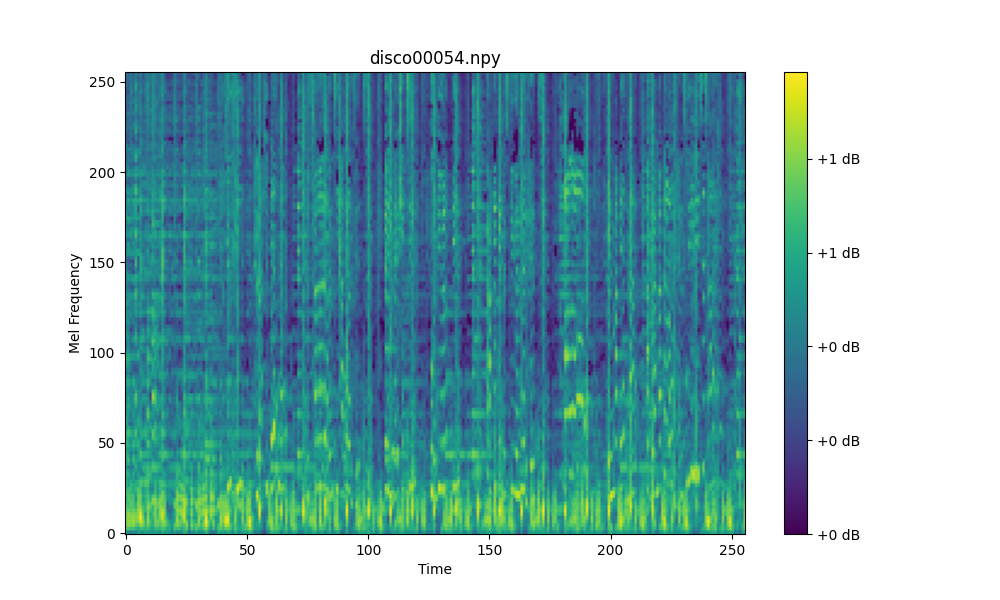 disco00054.npy
250
200
150
100
50
0
Mel Frequency
0 50 100 150 200 250
Time
+1 dB
+1 dB
+0 dB
+0 dB
+0 dB